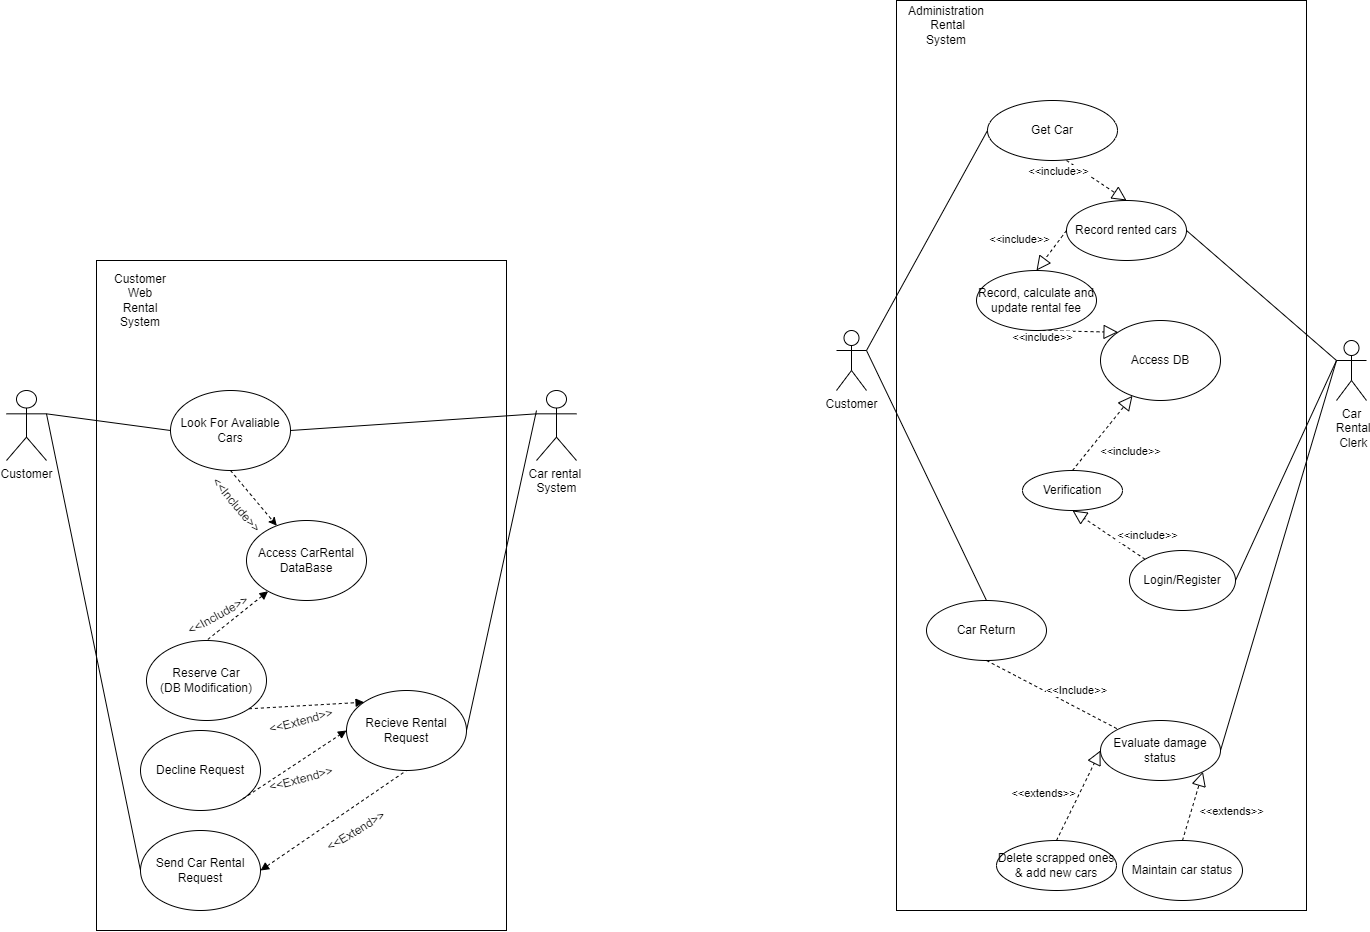 Customer
Web
Rental
System
Customer
Look For Avaliable
Cars
Car rental
System
<<Include>>
Access CarRental
DataBase
<<Include>>
Reserve Car
(DB Modification)
<<Extend>>
Recieve Rental
Request
Decline Request
<<Extend>>
<<Extend>>
Send Car Rental
Request
Administration
Rental
System
Get Car
<<include>>
Record rented cars
<<include>>
Record, calculate and
update rental fee
<<include>>
Access DB
Customer
Car
Rental
Clerk
<<include>>
Verification
<<include>>
Login/Register
Car Return
<<Include>>
Evaluate damage
status
<<extends>>
<<extends>>
Delete scrapped ones
& add new cars
Maintain car status